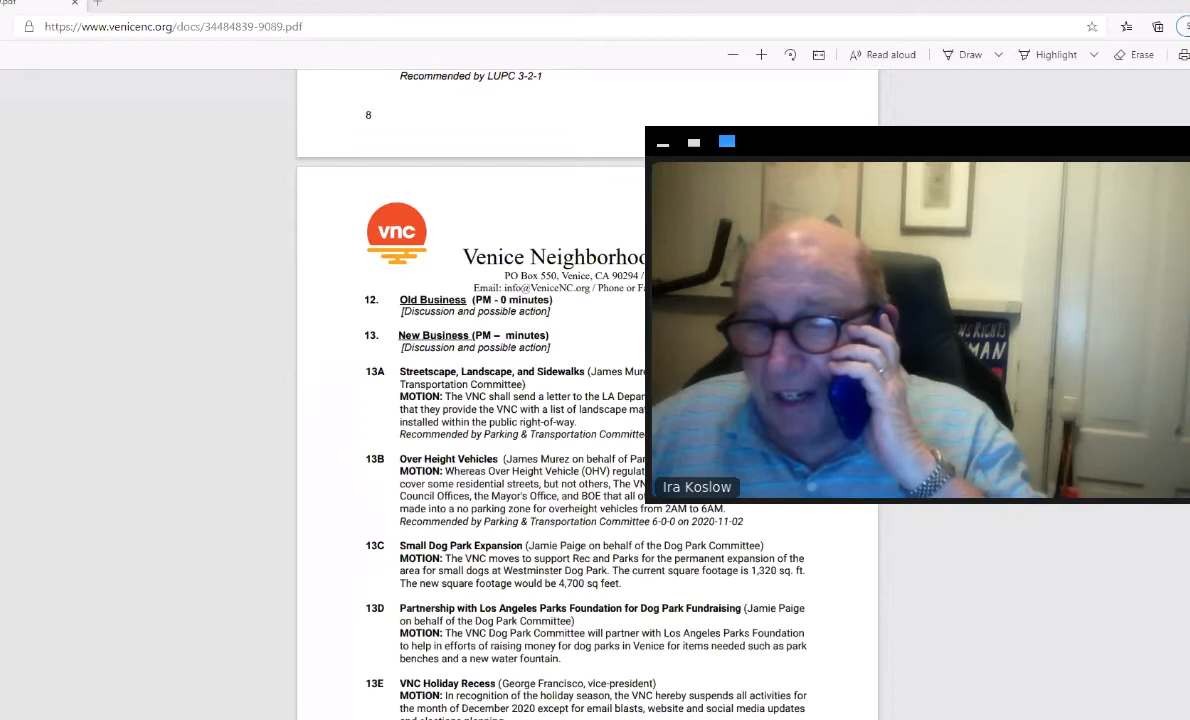 .pdf
https://www.venicenc.org/docs/34484839-9089.pdf
Read aloud
Draw
Highlight
Erase
Recommended by LUPC 3-2-1
8
vnc
Venice Neighborhoo
PO Box 550, Venice, CA 90294 /
Email: info@VeniceNC.org / Phone or Fa
12. Old Business (PM - 0 minutes)
[Discussion and possible action]
13. New Business (PM – minutes)
[Discussion and possible action]
13A Streetscape, Landscape, and Sidewalks (James Mure
Transportation Committee)
MOTION: The VNC shall send a letter to the LA Depar
that they provide the VNC with a list of landscape ma
installed within the public right-of-way.
Recommended by Parking & Transportation Committe
13B Over Height Vehicles (James Murez on behalf of Par
MOTION: Whereas Over Height Vehicle (OHV) regulat
cover some residential streets, but not others, The VN
Council Offices, the Mayor's Office, and BOE that all o
made into a no parking zone for overheight vehicles from 2AM to 6AM.
Recommended by Parking & Transportation Committee 6-0-0 on 2020-11-02
13C Small Dog Park Expansion (Jamie Paige on behalf of the Dog Park Committee)
MOTION: The VNC moves to support Rec and Parks for the permanent expansion of the
area for small dogs at Westminster Dog Park. The current square footage is 1,320 sq. ft.
The new square footage would be 4,700 sq feet.
13D Partnership with Los Angeles Parks Foundation for Dog Park Fundraising (Jamie Paige
on behalf of the Dog Park Committee)
MOTION: The VNC Dog Park Committee will partner with Los Angeles Parks Foundation
to help in efforts of raising money for dog parks in Venice for items needed such as park
benches and a new water fountain.
13E VNC Holiday Recess (George Francisco, vice-president)
MOTION: In recognition of the holiday season, the VNC hereby suspends all activities for
the month of December 2020 except for email blasts, website and social media updates
NS RIGHTS
MAN
Ira Koslow